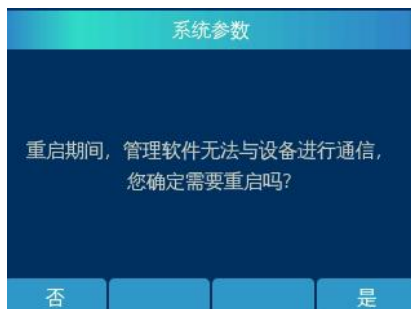 系统参数
重启期间，管理软件无法与设备进行通信，
您确定需要重启吗?
否 是